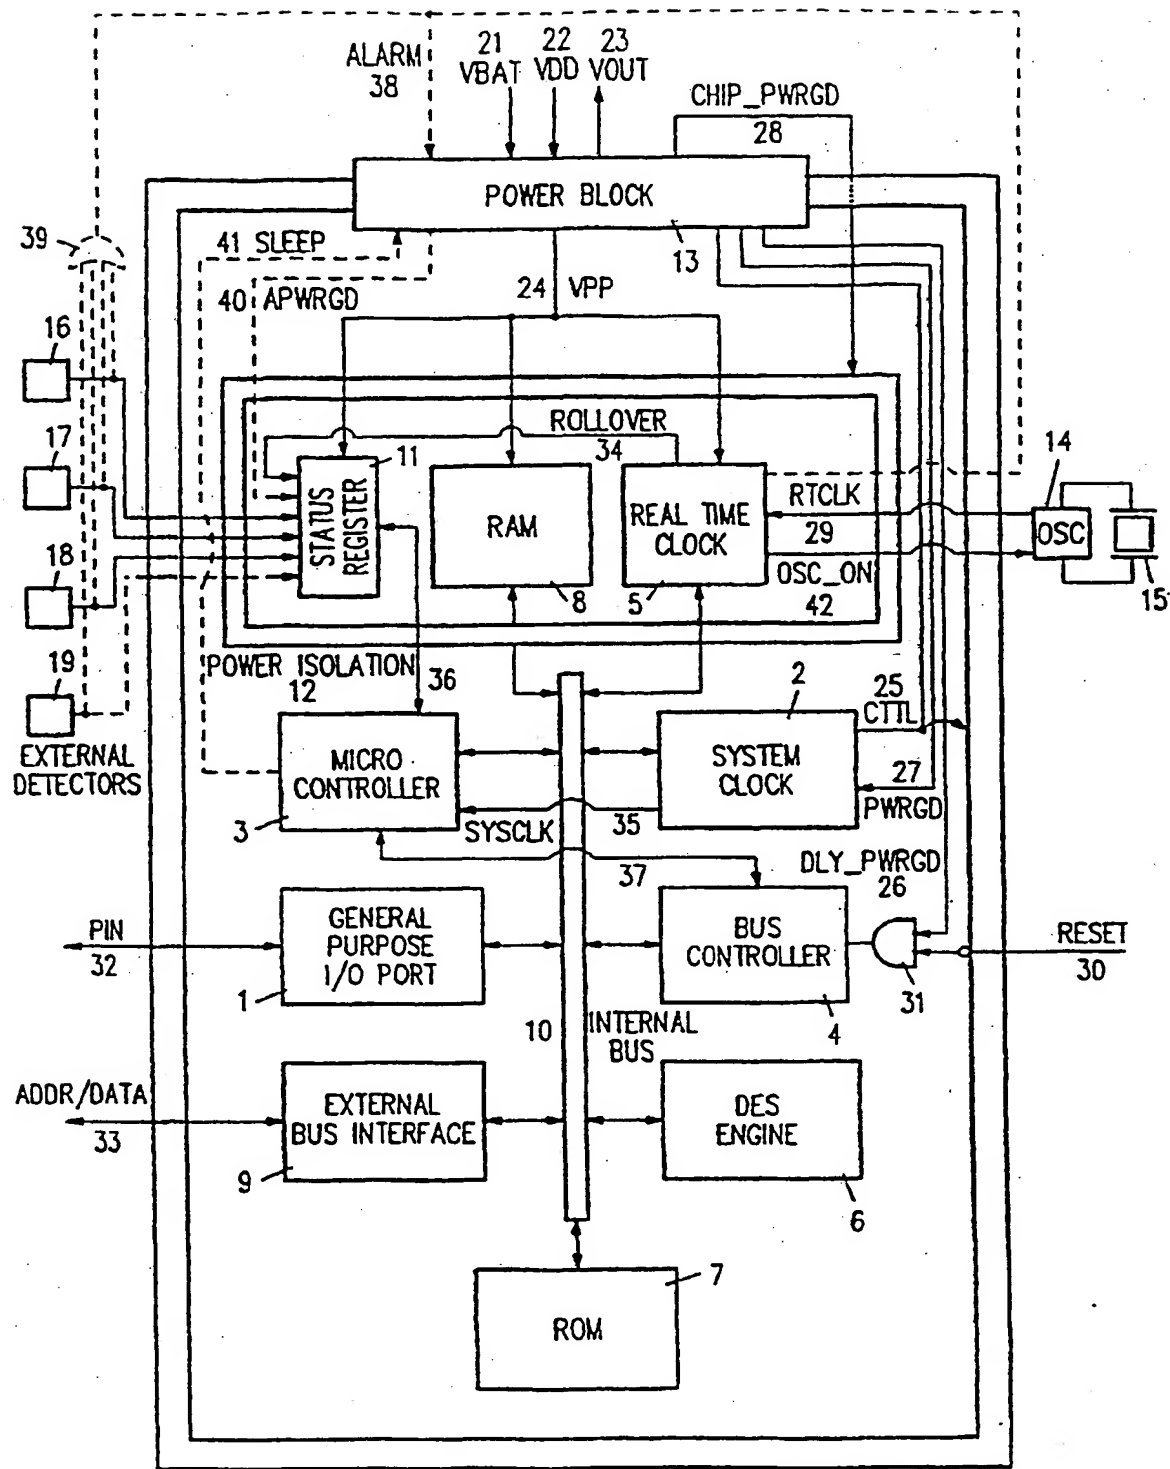 ALARM
38
21
VBAT
22
VDD
23
VOUT
CHIP_PWRGD
28
POWER BLOCK
13
39
41 SLEEP
40 APWRGD
24 VPP
16
17
18
19
EXTERNAL
DETECTORS
ROLLOVER
34
11
STATUS
REGISTER
RAM
8
REAL TIME
CLOCK
5
RTCLK
29
OSC_ON
42
14
OSC
15
POWER ISOLATION
12
36
MICRO
CONTROLLER
3
SYSCLK
35
37
2
SYSTEM
CLOCK
25
CTTL
27
PWRGD
DLY_PWRGD
26
PIN
32
GENERAL
PURPOSE
I/O PORT
1
BUS
CONTROLLER
4
31
RESET
30
10
INTERNAL
BUS
ADDR/DATA
33
EXTERNAL
BUS INTERFACE
9
DES
ENGINE
6
7
ROM